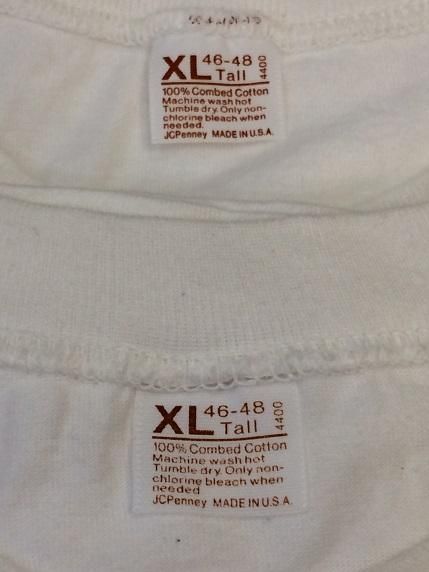 XL 46-48 Tall 4400
100% Combed Cotton
Machine wash hot
Tumble dry. Only non-
chlorine bleach when
needed.
JCPenney MADE IN U.S.A.
XL 46-48 Tall 4400
100% Combed Cotton
Machine wash hot
Tumble dry. Only non-
chlorine bleach when
needed
JCPenney MADE IN U.S.A.